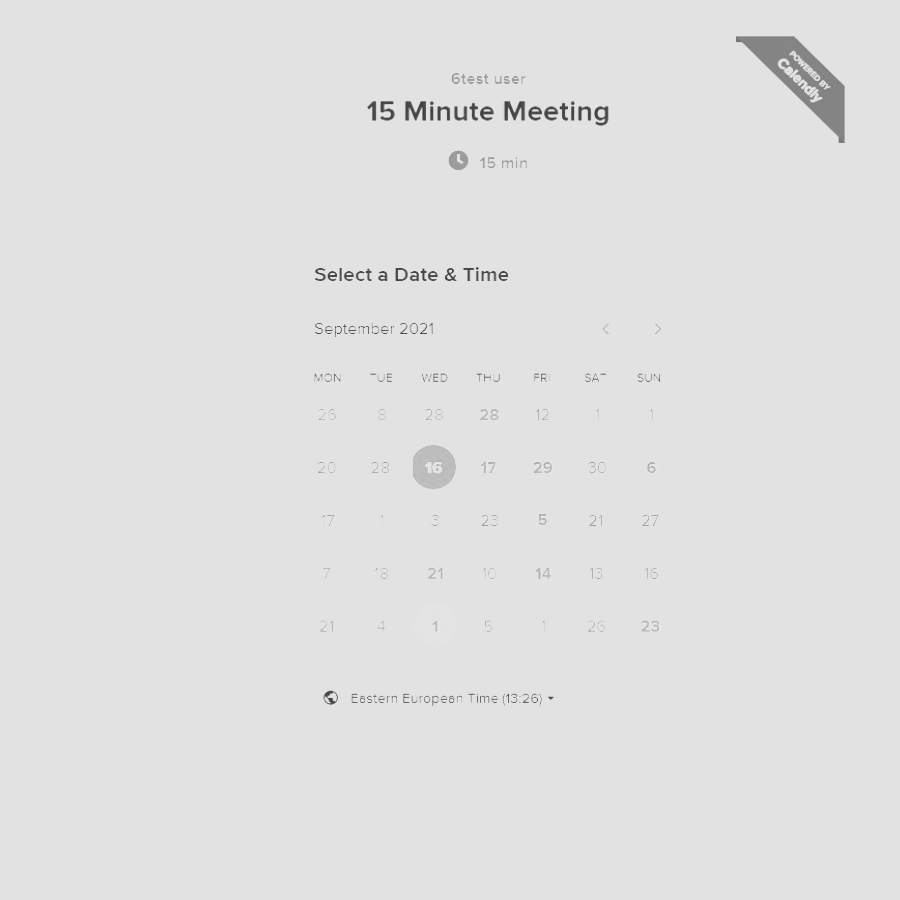 POWERED BY
Calendly
6test user
15 Minute Meeting
15 min
Select a Date & Time
September 2021
MON TUE WED THU FRI SAT SUN
26 8 28 28 12 1 1
20 28 16 17 29 30 6
17 1 3 23 5 21 27
7 18 21 10 14 13 16
21 4 1 5 1 26 23
Eastern European Time (13:26)